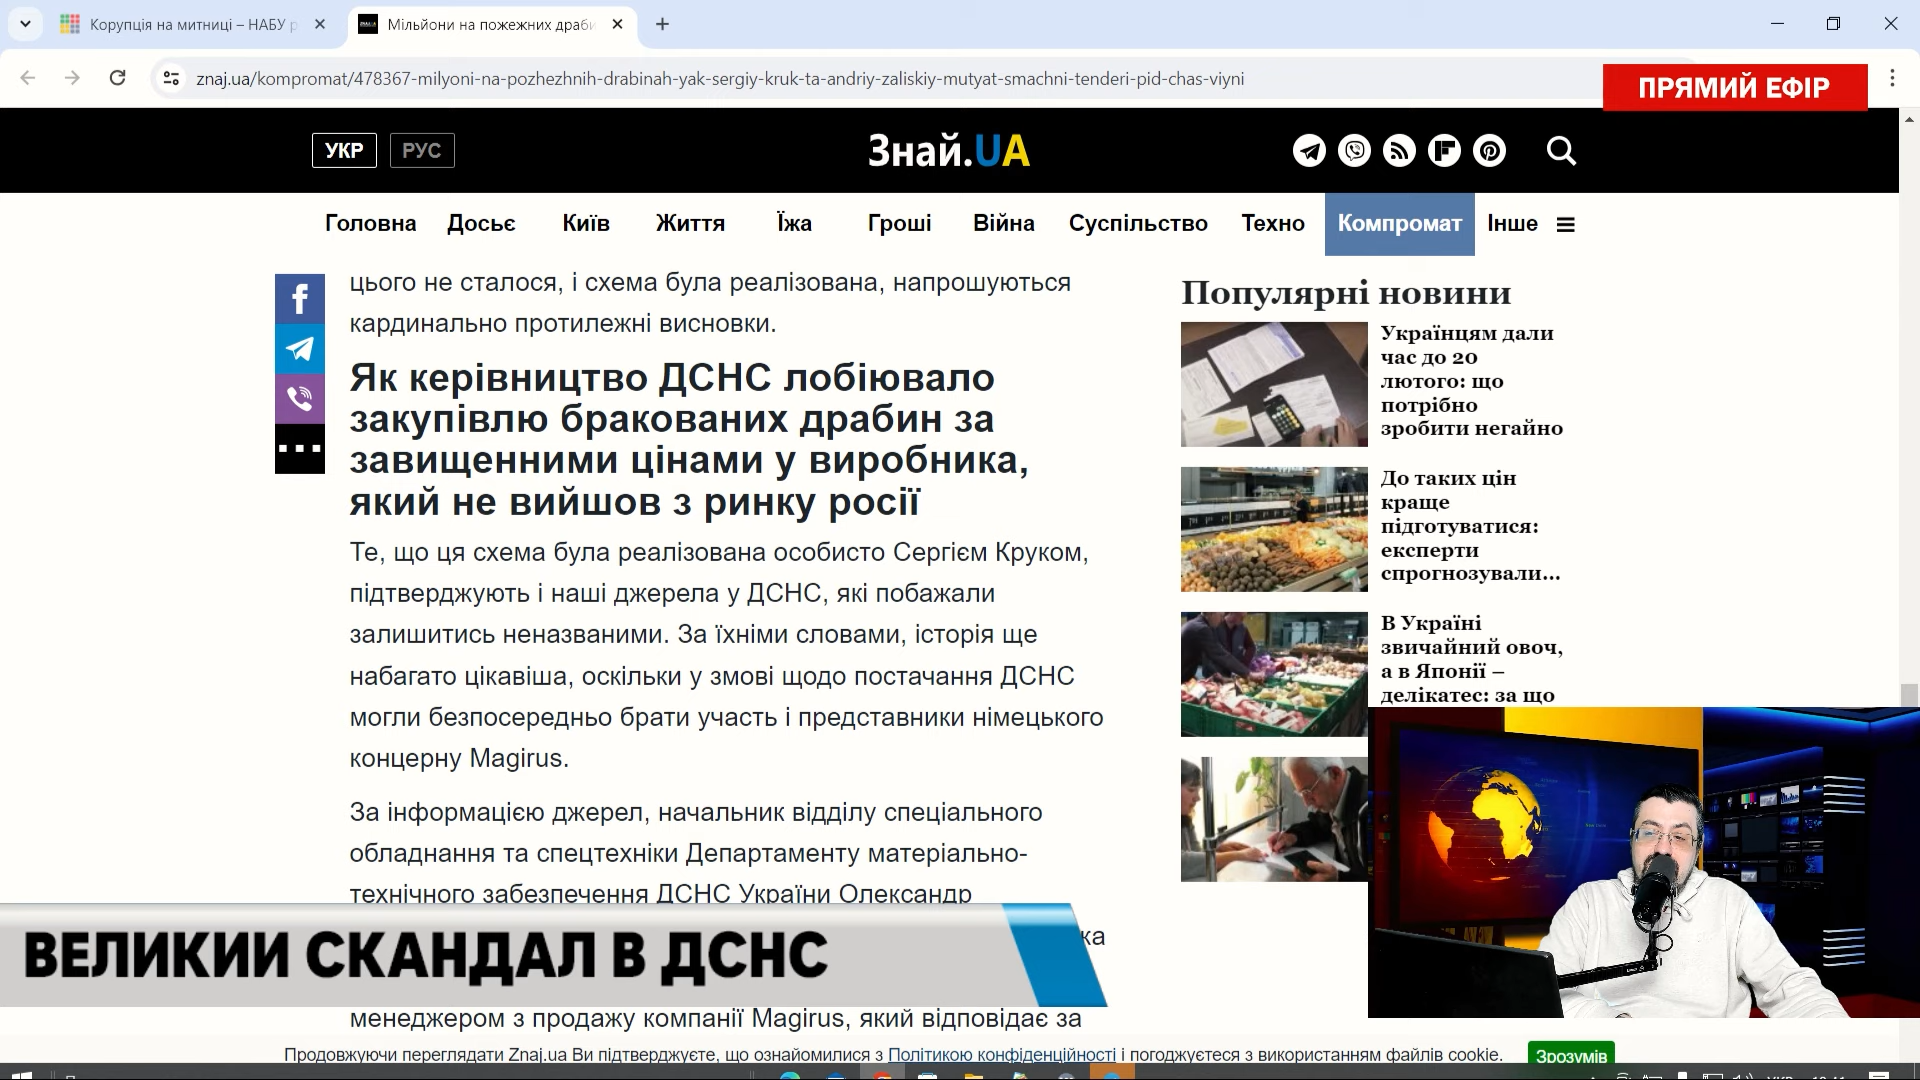 Корупція на митниці – НАБУ р
Мільйони на пожежних драби
znaj.ua/kompromat/478367-milyoni-na-pozhezhnih-drabinah-yak-sergiy-kruk-ta-andriy-zaliskiy-mutyat-smachni-tenderi-pid-chas-viyni
ПРЯМИЙ ЕФІР
УКР
РУС
Знай.UA
Головна Досьє Київ Життя Їжа Гроші Війна Суспільство Техно Компромат Інше
цього не сталося, і схема була реалізована, напрошуються
кардинально протилежні висновки.
Як керівництво ДСНС лобіювало
закупівлю бракованих драбин за
завищенними цінами у виробника,
який не вийшов з ринку росії
Те, що ця схема була реалізована особисто Сергієм Круком,
підтверджують і наші джерела у ДСНС, які побажали
залишитись неназваними. За їхніми словами, історія ще
набагато цікавіша, оскільки у змові щодо постачання ДСНС
могли безпосередньо брати участь і представники німецького
концерну Magirus.
За інформацією джерел, начальник відділу спеціального
обладнання та спецтехніки Департаменту матеріально-
технічного забезпечення ДСНС України Олександр
ка
менеджером з продажу компанії Magirus, який відповідає за
Популярні новини
Українцям дали
час до 20
лютого: що
потрібно
зробити негайно
До таких цін
краще
підготуватися:
експерти
спрогнозували...
В Україні
звичайний овоч,
а в Японії –
делікатес: за що
ВЕЛИКИЙ СКАНДАЛ В ДСНС
Продовжуючи переглядати Znaj.ua Ви підтверджуєте, що ознайомилися з Політикою конфіденційності і погоджуєтеся з використанням файлів cookie.
Зрозумів